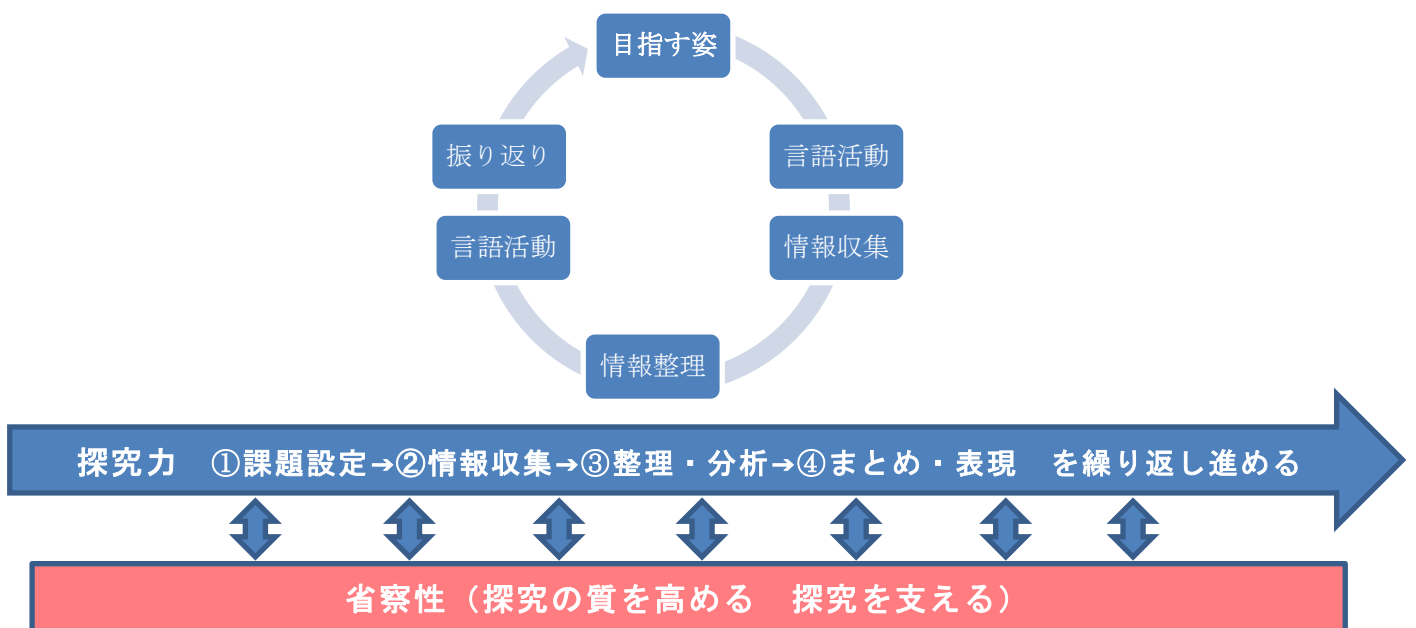 目指す姿
振り返り
言語活動
言語活動
情報収集
情報整理
探究力　①課題設定→②情報収集→③整理・分析→④まとめ・表現　を繰り返し進める
省察性（探究の質を高める　探究を支える）